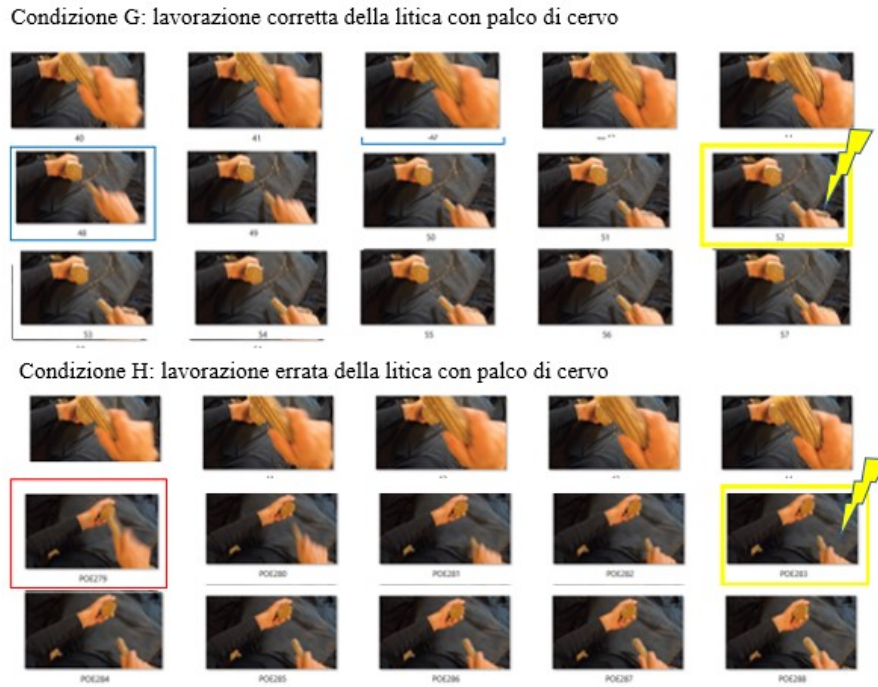 Condizione G: lavorazione corretta della litica con palco di cervo
40 41 42
48 49 50 51 52
53 54 55 56 57
Condizione H: lavorazione errata della litica con palco di cervo
POE279 POE280 POE281 POE282 POE283
POE284 POE285 POE286 POE287 POE288